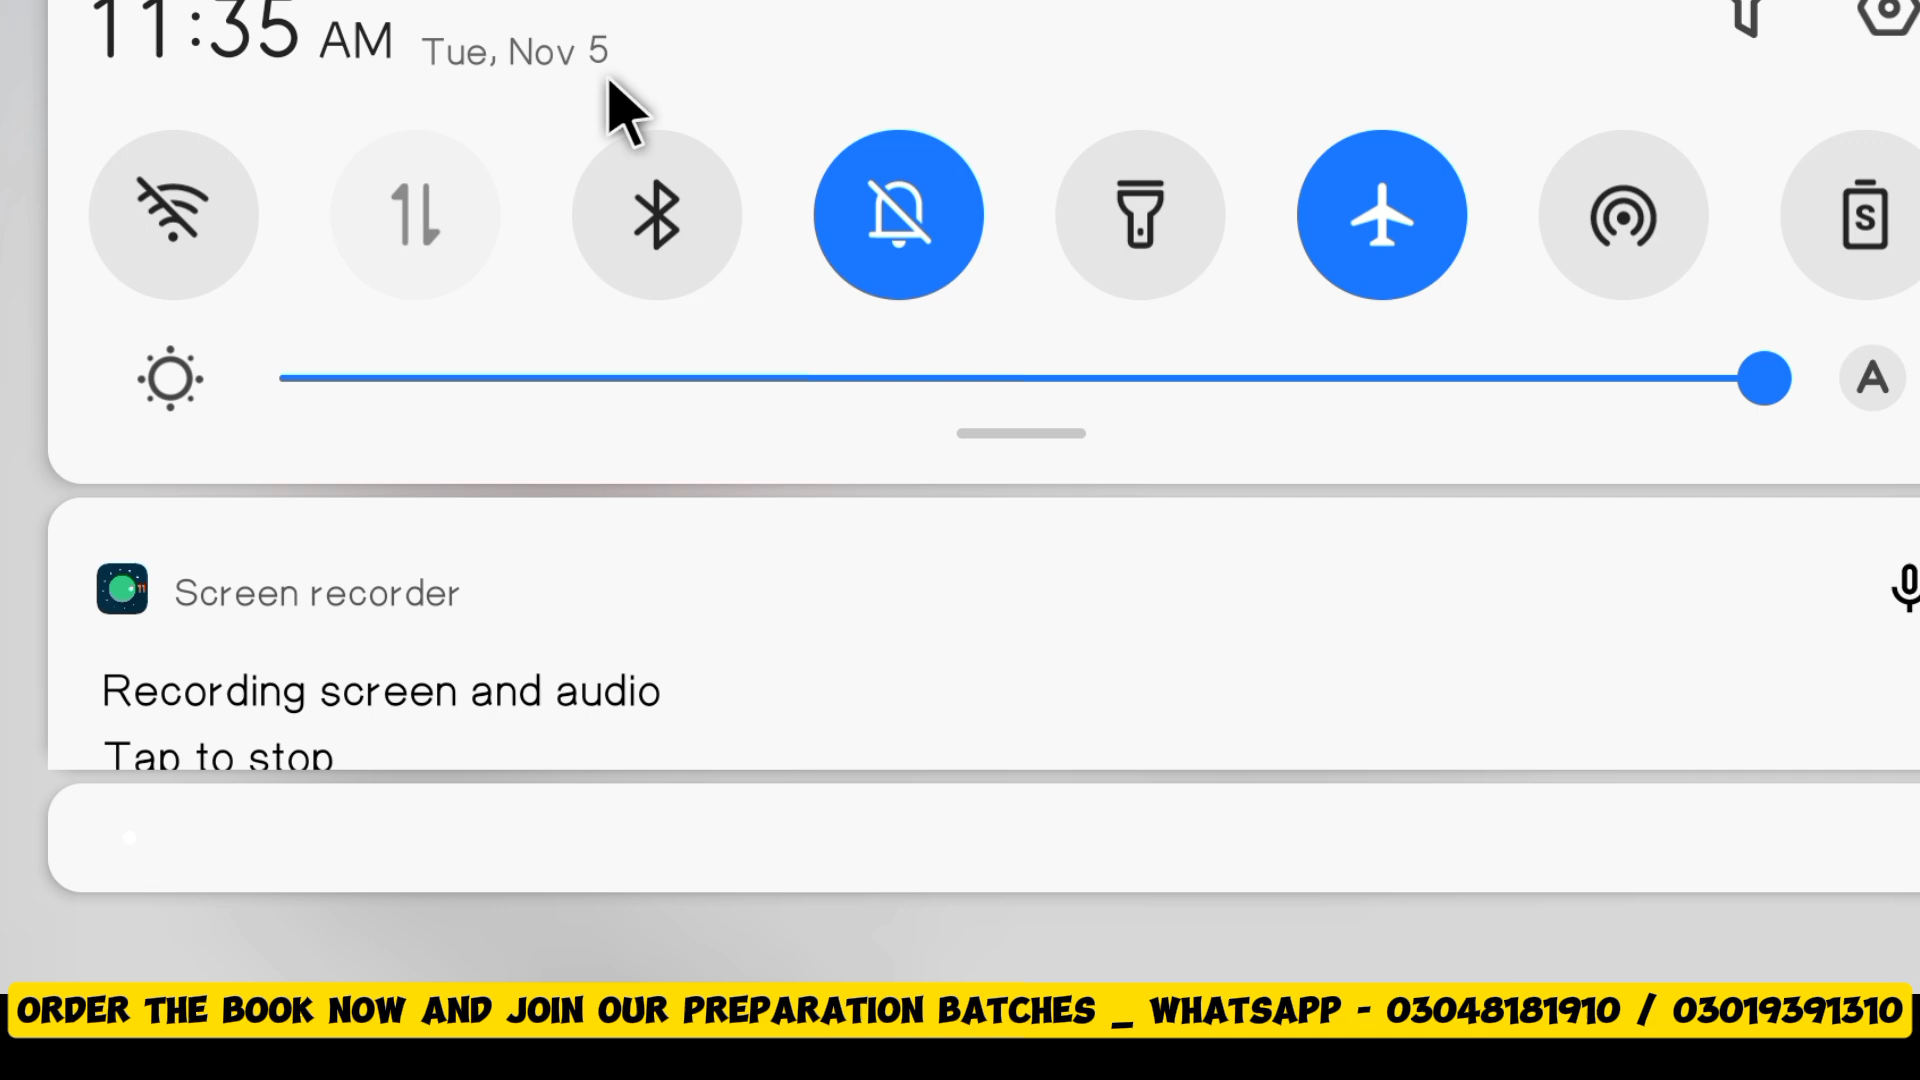 11:35 AM Tue, Nov 5
S
A
Screen recorder
Recording screen and audio
Tap to stop
ORDER THE BOOK NOW AND JOIN OUR PREPARATION BATCHES _ WHATSAPP - 03048181910 / 03019391310